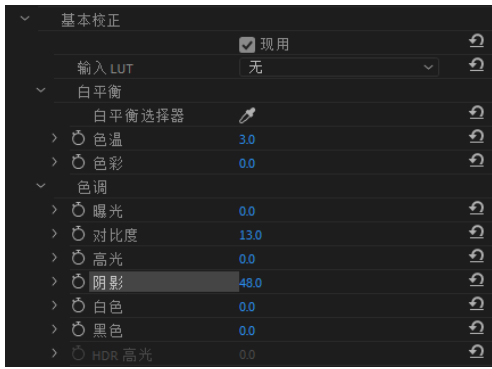 基本校正
现用
输入 LUT 无
白平衡
白平衡选择器
色温 3.0
色彩 0.0
色调
曝光 0.0
对比度 13.0
高光 0.0
阴影 48.0
白色 0.0
黑色 0.0
HDR 高光 0.0